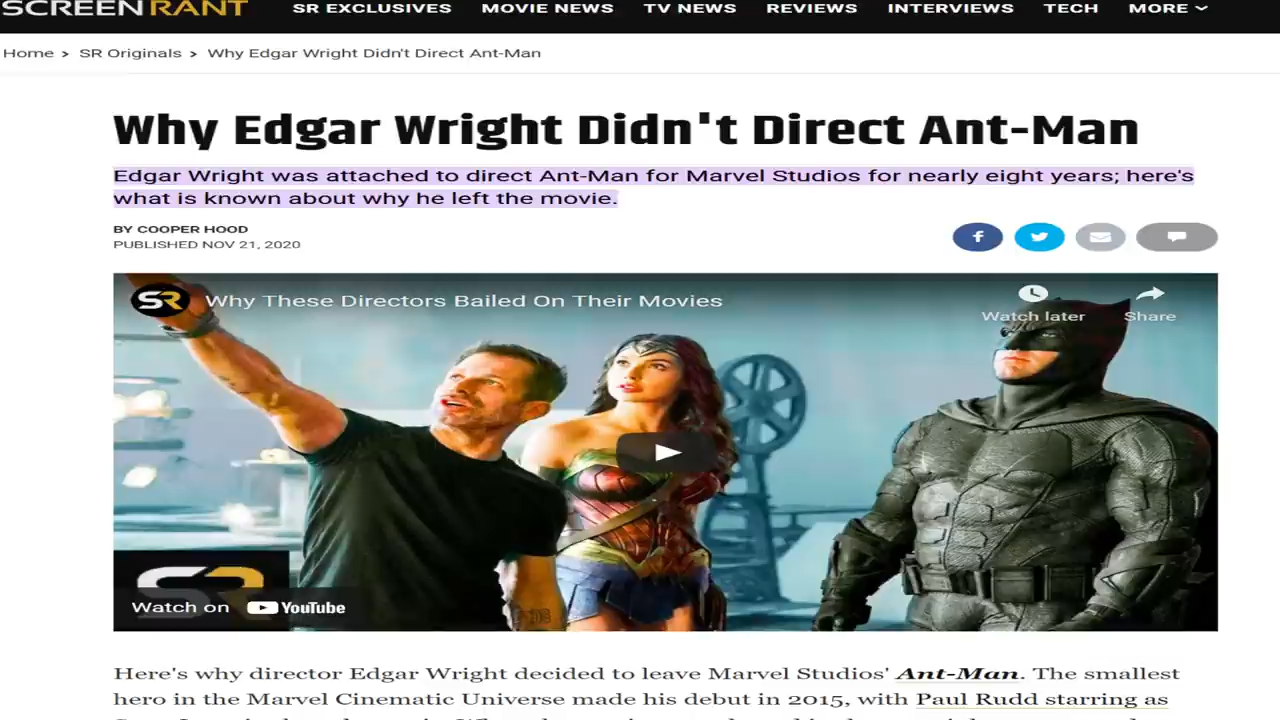 SCREENRANT SR EXCLUSIVES MOVIE NEWS TV NEWS REVIEWS INTERVIEWS TECH MORE
Home > SR Originals > Why Edgar Wright Didn't Direct Ant-Man
Why Edgar Wright Didn't Direct Ant-Man
Edgar Wright was attached to direct Ant-Man for Marvel Studios for nearly eight years; here's
what is known about why he left the movie.
BY COOPER HOOD
PUBLISHED NOV 21, 2020
SR Why These Directors Bailed On Their Movies
Watch later Share
SR
Watch on YouTube
Here's why director Edgar Wright decided to leave Marvel Studios' Ant-Man. The smallest
hero in the Marvel Cinematic Universe made his debut in 2015, with Paul Rudd starring as